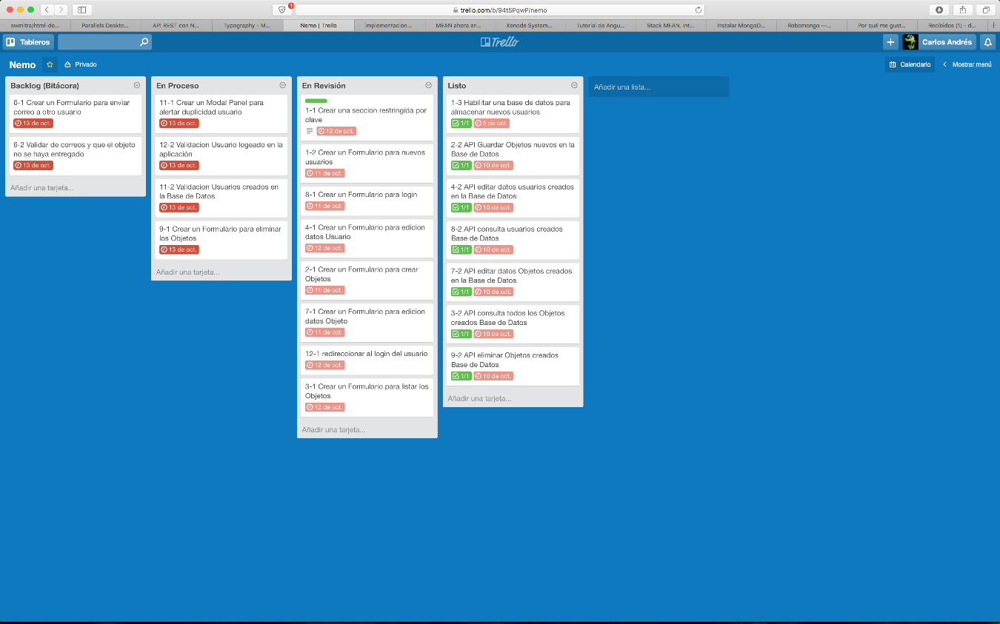 1
trello.com/b/94tSPqwP/nemo
swmitra/html-de...
Parallels Deskto...
API REST con N...
Typography - M...
Nemo | Trello
implementacion...
MEAN ahora en...
Xenode System...
Tutorial de Angu...
Stack MEAN. Int...
Instalar MongoD...
Robomongo —...
Por qué me gust...
Recibidos (1) - d...
Tableros
Trello
Carlos Andrés
Nemo
Privado
Calendario
Mostrar menú
Backlog (Bitácora)
6-1 Crear un Formulario para enviar
correo a otro usuario
13 de oct.
6-2 Validar de correos y que el objeto
no se haya entregado
13 de oct.
Añadir una tarjeta...
En Proceso
11-1 Crear un Modal Panel para
alertar duplicidad usuario
13 de oct.
12-2 Validacion Usuario logeado en la
aplicación
13 de oct.
11-2 Validacion Usuarios creados en
la Base de Datos
13 de oct.
9-1 Crear un Formulario para eliminar
los Objetos
13 de oct.
Añadir una tarjeta...
En Revisión
1-1 Crear una seccion restringida por
clave
12 de oct.
1-2 Crear un Formulario para nuevos
usuarios
11 de oct.
8-1 Crear un Formulario para login
11 de oct.
4-1 Crear un Formulario para edicion
datos Usuario
12 de oct.
2-1 Crear un Formulario para crear
Objetos
11 de oct.
7-1 Crear un Formulario para edicion
datos Objeto
11 de oct.
12-1 redireccionar al login del usuario
12 de oct.
3-1 Crear un Formulario para listar los
Objetos
12 de oct.
Añadir una tarjeta...
Listo
1-3 Habilitar una base de datos para
almacenar nuevos usuarios
1/1 5 de oct.
2-2 API Guardar Objetos nuevos en la
Base de Datos
1/1 10 de oct.
4-2 API editar datos usuarios creados
en la Base de Datos
1/1 10 de oct.
8-2 API consulta usuarios creados
Base de Datos
1/1 10 de oct.
7-2 API editar datos Objetos creados
en la Base de Datos
1/1 10 de oct.
3-2 API consulta todos los Objetos
creados Base de Datos
1/1 10 de oct.
9-2 API eliminar Objetos creados
Base de Datos
1/1 10 de oct.
Añadir una tarjeta...
Añadir una lista...